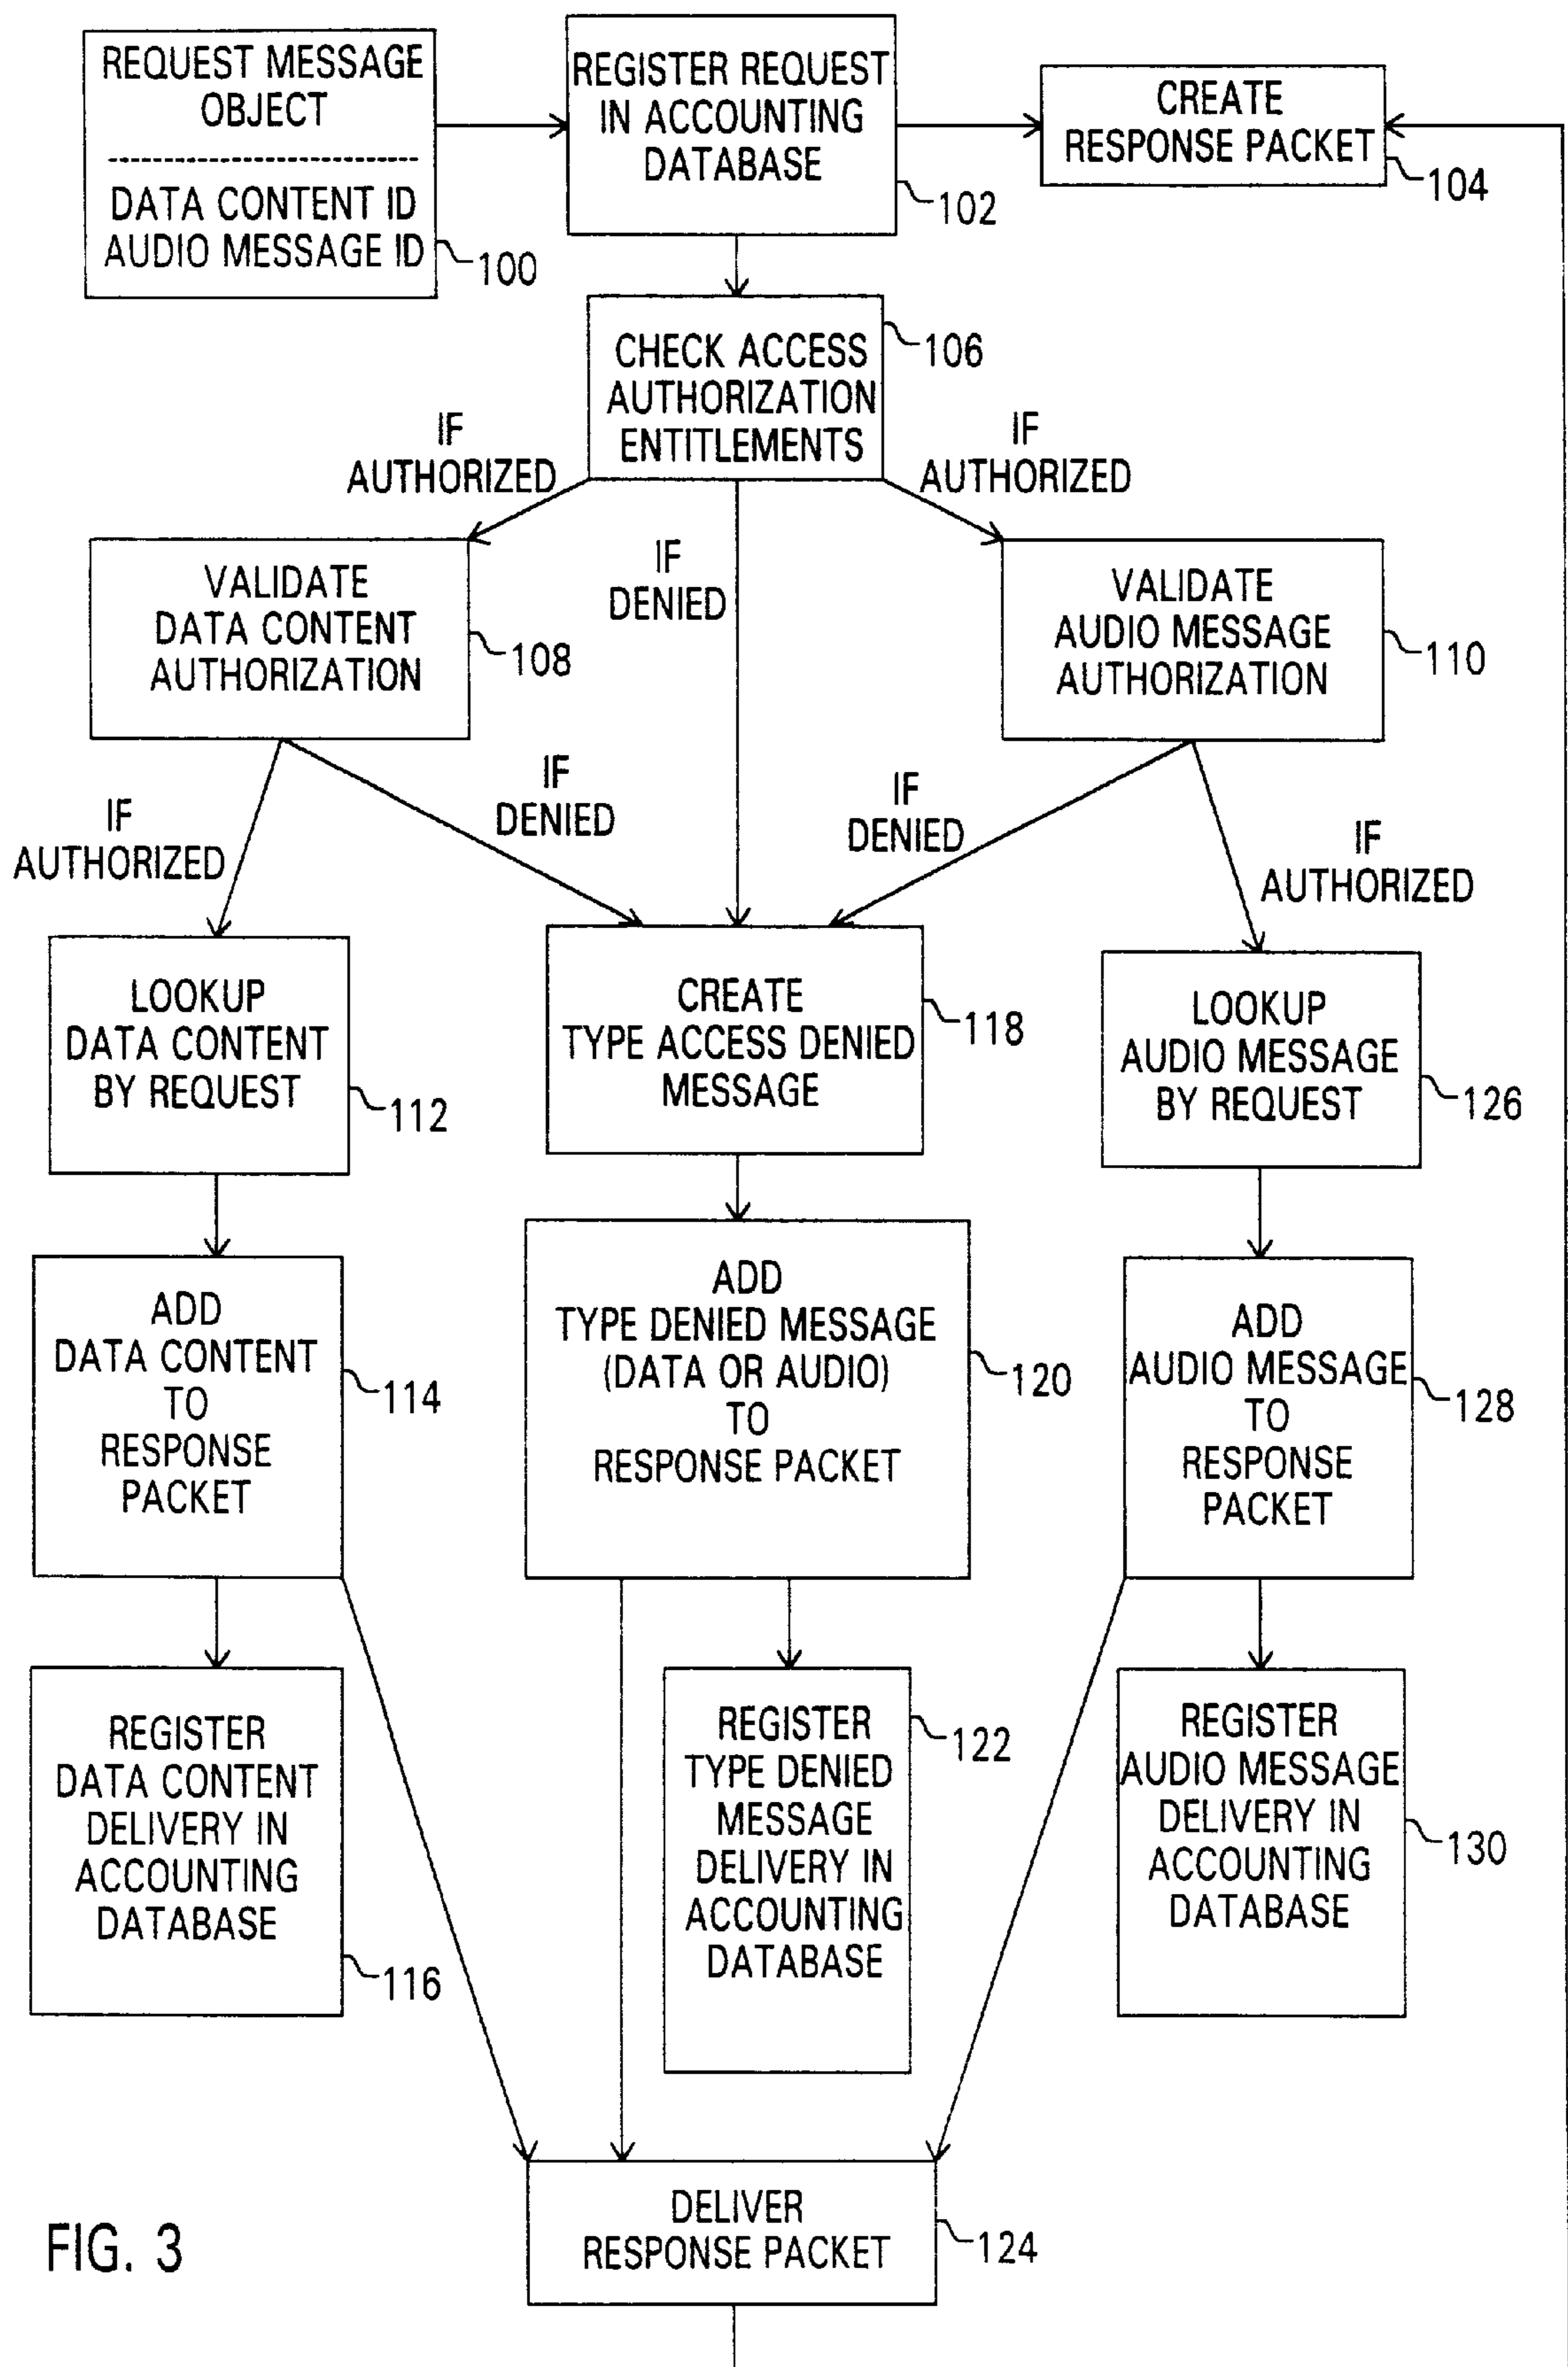 REQUEST MESSAGE
OBJECT
DATA CONTENT ID
AUDIO MESSAGE ID
100
REGISTER REQUEST
IN ACCOUNTING
DATABASE
102
CREATE
RESPONSE PACKET
104
CHECK ACCESS
AUTHORIZATION
ENTITLEMENTS
106
IF
AUTHORIZED
IF
DENIED
IF
AUTHORIZED
VALIDATE
DATA CONTENT
AUTHORIZATION
108
VALIDATE
AUDIO MESSAGE
AUTHORIZATION
110
IF
AUTHORIZED
IF
DENIED
IF
DENIED
IF
AUTHORIZED
LOOKUP
DATA CONTENT
BY REQUEST
112
CREATE
TYPE ACCESS DENIED
MESSAGE
118
LOOKUP
AUDIO MESSAGE
BY REQUEST
126
ADD
DATA CONTENT
TO
RESPONSE
PACKET
114
ADD
TYPE DENIED MESSAGE
(DATA OR AUDIO)
TO
RESPONSE PACKET
120
ADD
AUDIO MESSAGE
TO
RESPONSE
PACKET
128
REGISTER
DATA CONTENT
DELIVERY IN
ACCOUNTING
DATABASE
116
REGISTER
TYPE DENIED
MESSAGE
DELIVERY IN
ACCOUNTING
DATABASE
122
REGISTER
AUDIO MESSAGE
DELIVERY IN
ACCOUNTING
DATABASE
130
DELIVER
RESPONSE PACKET
124
FIG. 3